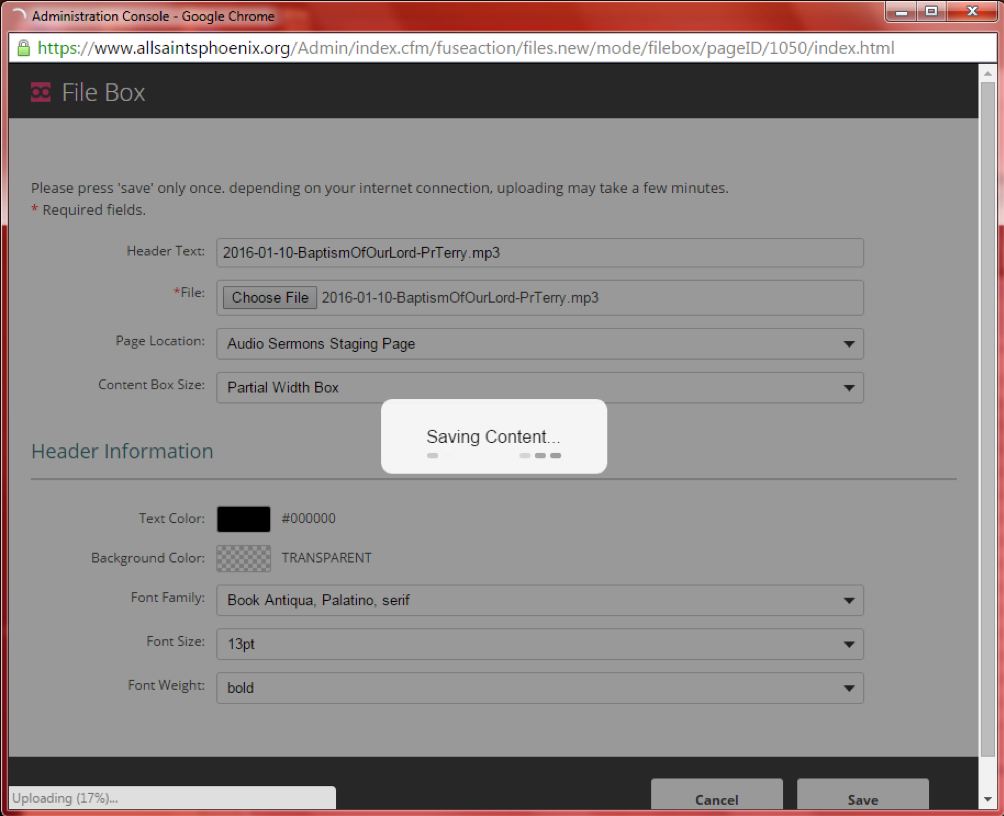 Administration Console - Google Chrome
https://www.allsaintsphoenix.org/Admin/index.cfm/fuseaction/files.new/mode/filebox/pageID/1050/index.html
File Box
Please press 'save' only once. depending on your internet connection, uploading may take a few minutes.
* Required fields.
Header Text: 2016-01-10-BaptismOfOurLord-PrTerry.mp3
*File: Choose File 2016-01-10-BaptismOfOurLord-PrTerry.mp3
Page Location: Audio Sermons Staging Page
Content Box Size: Partial Width Box
Saving Content...
Header Information
Text Color: #000000
Background Color: TRANSPARENT
Font Family: Book Antiqua, Palatino, serif
Font Size: 13pt
Font Weight: bold
Uploading (17%)...
Cancel Save